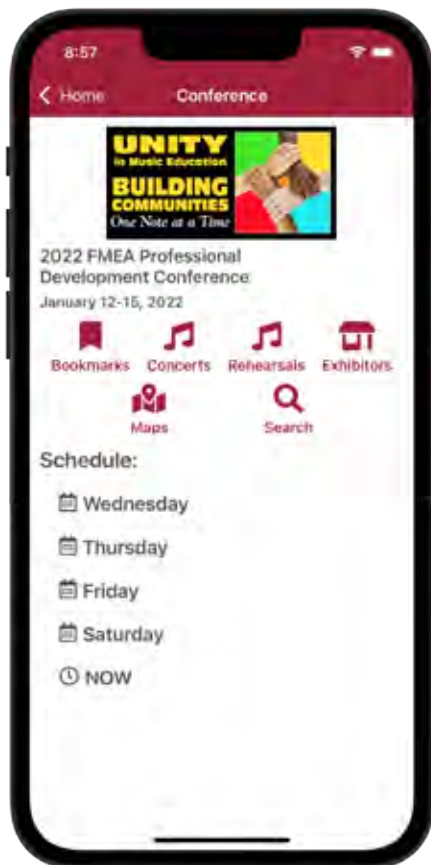 8:57
Home Conference
UNITY
in Music Education
BUILDING
COMMUNITIES
One Note at a Time
2022 FMEA Professional
Development Conference
January 12-15, 2022
Bookmarks Concerts Rehearsals Exhibitors
Maps Search
Schedule:
Wednesday
Thursday
Friday
Saturday
NOW